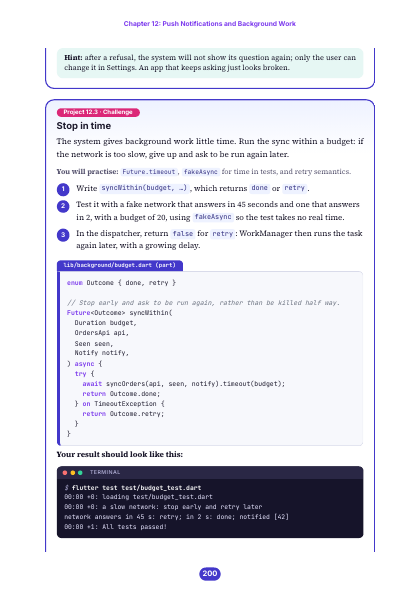 Chapter 12: Push Notifications and Background Work
Hint: after a refusal, the system will not show its question again; only the user can
change it in Settings. An app that keeps asking just looks broken.
Project 12.3 · Challenge
Stop in time
The system gives background work little time. Run the sync within a budget: if
the network is too slow, give up and ask to be run again later.
You will practise: Future.timeout, fakeAsync for time in tests, and retry semantics.
1 Write syncWithin(budget, …), which returns done or retry.
2 Test it with a fake network that answers in 45 seconds and one that answers
in 2, with a budget of 20, using fakeAsync so the test takes no real time.
3 In the dispatcher, return false for retry: WorkManager then runs the task
again later, with a growing delay.
lib/background/budget.dart (part)
enum Outcome { done, retry }
// Stop early and ask to be run again, rather than be killed half way.
Future<Outcome> syncWithin(
Duration budget,
OrdersApi api,
Seen seen,
Notify notify,
) async {
try {
await syncOrders(api, seen, notify).timeout(budget);
return Outcome.done;
} on TimeoutException {
return Outcome.retry;
}
}
Your result should look like this:
TERMINAL
$ flutter test test/budget_test.dart
00:00 +0: loading test/budget_test.dart
00:00 +0: a slow network: stop early and retry later
network answers in 45 s: retry; in 2 s: done; notified [42]
00:00 +1: All tests passed!
200